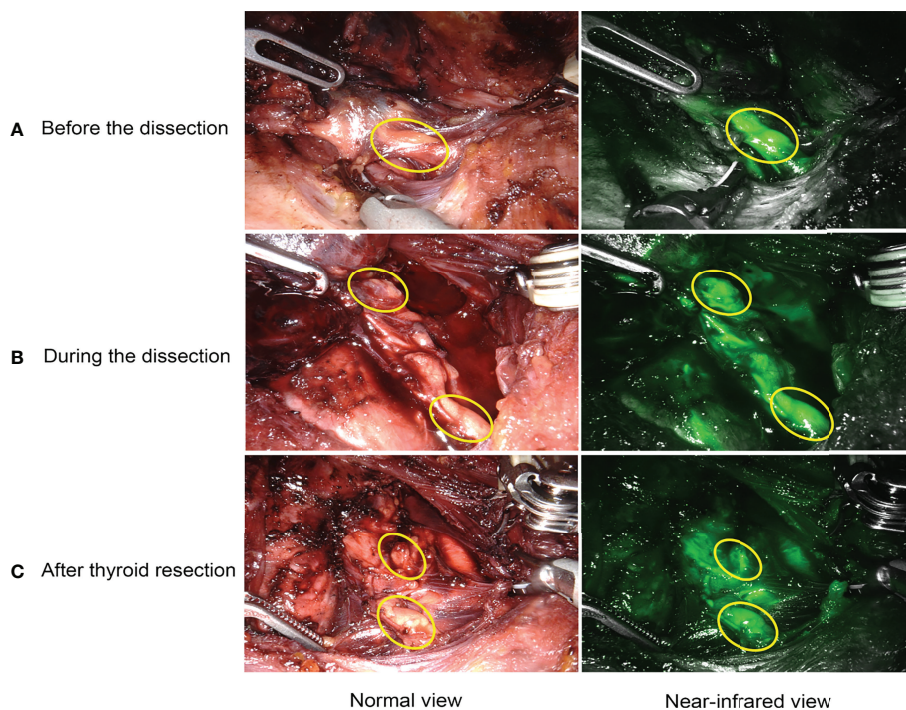 A Before the dissection
B During the dissection
C After thyroid resection
Normal view
Near-infrared view